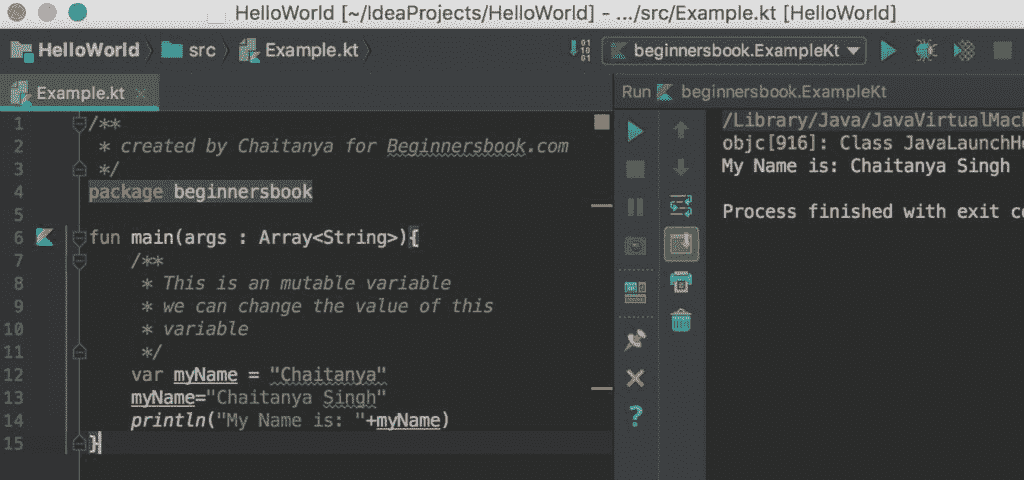 HelloWorld [~/IdeaProjects/HelloWorld] - .../src/Example.kt [HelloWorld]
HelloWorld src Example.kt beginnersbook.ExampleKt
Example.kt
Run beginnersbook.ExampleKt
1 /**
2 * created by Chaitanya for Beginnersbook.com
3 */
4 package beginnersbook
5
6 fun main(args : Array<String>){
7 /**
8 * This is an mutable variable
9 * we can change the value of this
10 * variable
11 */
12 var myName = "Chaitanya"
13 myName="Chaitanya Singh"
14 println("My Name is: "+myName)
15 }
/Library/Java/JavaVirtualMac
objc[916]: Class JavaLaunchHe
My Name is: Chaitanya Singh
Process finished with exit co